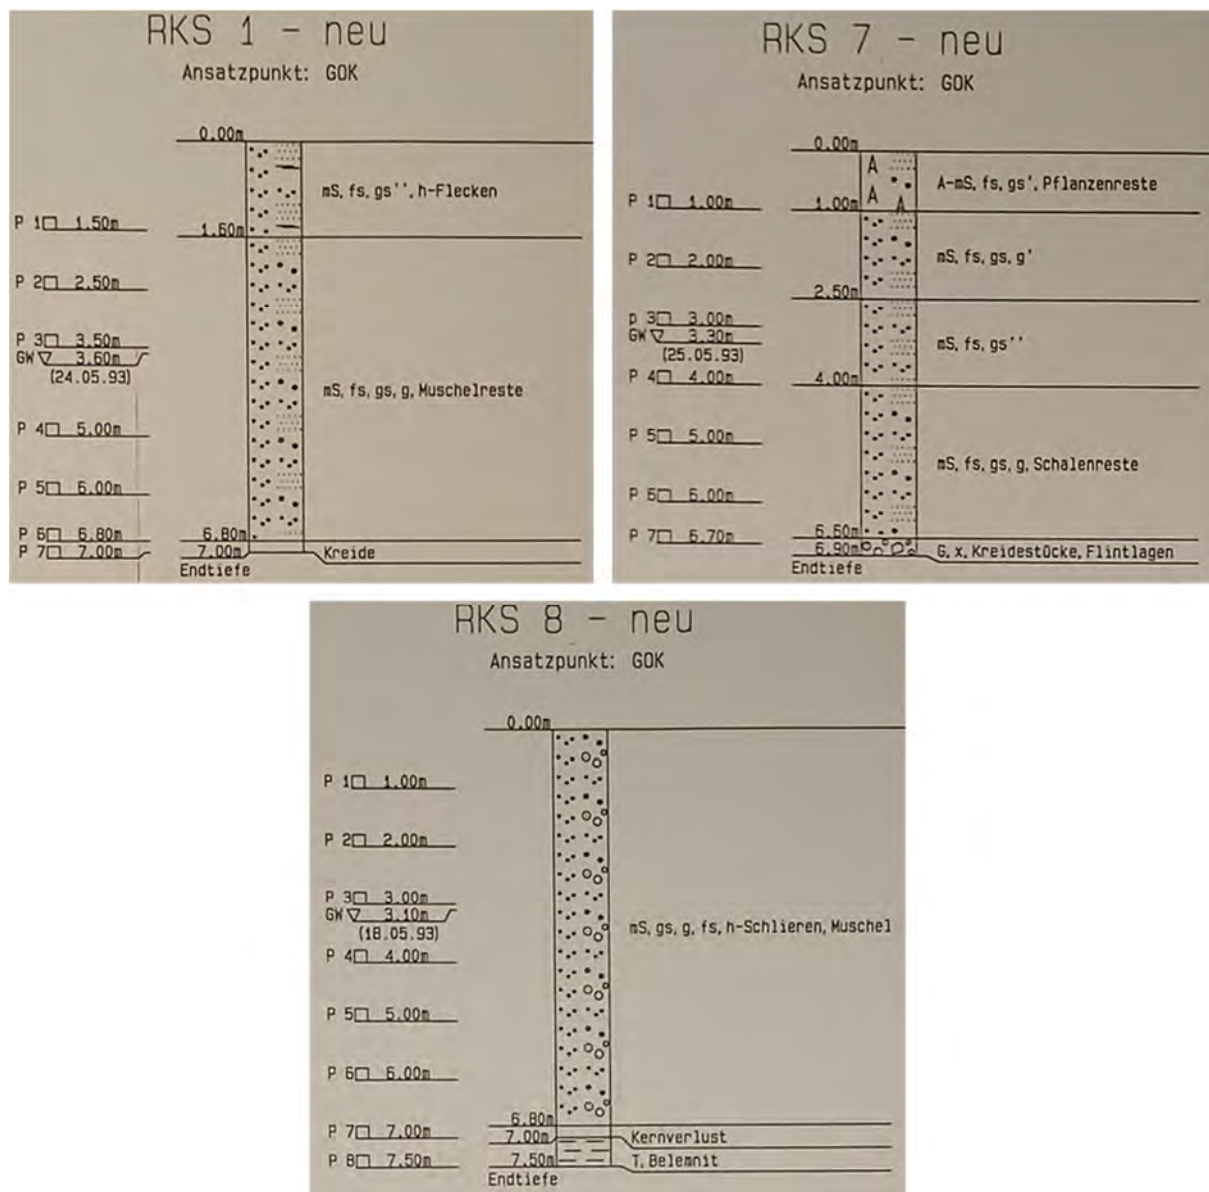 RKS 1 - neu
Ansatzpunkt: GOK
0.00m
mS, fs, gs'', h-Flecken
P 1 1.50m
1.60m
P 2 2.50m
P 3 3.50m
GW 3.60m
(24.05.93)
mS, fs, gs, g, Muschelreste
P 4 5.00m
P 5 6.00m
P 6 6.80m
6.80m
P 7 7.00m
7.00m
Kreide
Endtiefe
RKS 7 - neu
Ansatzpunkt: GOK
0.00m
A
A
A
A-mS, fs, gs', Pflanzenreste
P 1 1.00m
1.00m
P 2 2.00m
mS, fs, gs, g'
2.50m
p 3 3.00m
GW 3.30m
(25.05.93)
mS, fs, gs''
P 4 4.00m
4.00m
P 5 5.00m
mS, fs, gs, g, Schalenreste
P 6 6.00m
P 7 6.70m
6.60m
6.90m
G, x, Kreidestücke, Flintlagen
Endtiefe
RKS 8 - neu
Ansatzpunkt: GOK
0.00m
P 1 1.00m
P 2 2.00m
P 3 3.00m
GW 3.10m
(18.05.93)
mS, gs, g, fs, h-Schlieren, Muschel
P 4 4.00m
P 5 5.00m
P 6 6.00m
6.80m
P 7 7.00m
7.00m
Kernverlust
P 8 7.50m
7.50m
T, Belemnit
Endtiefe